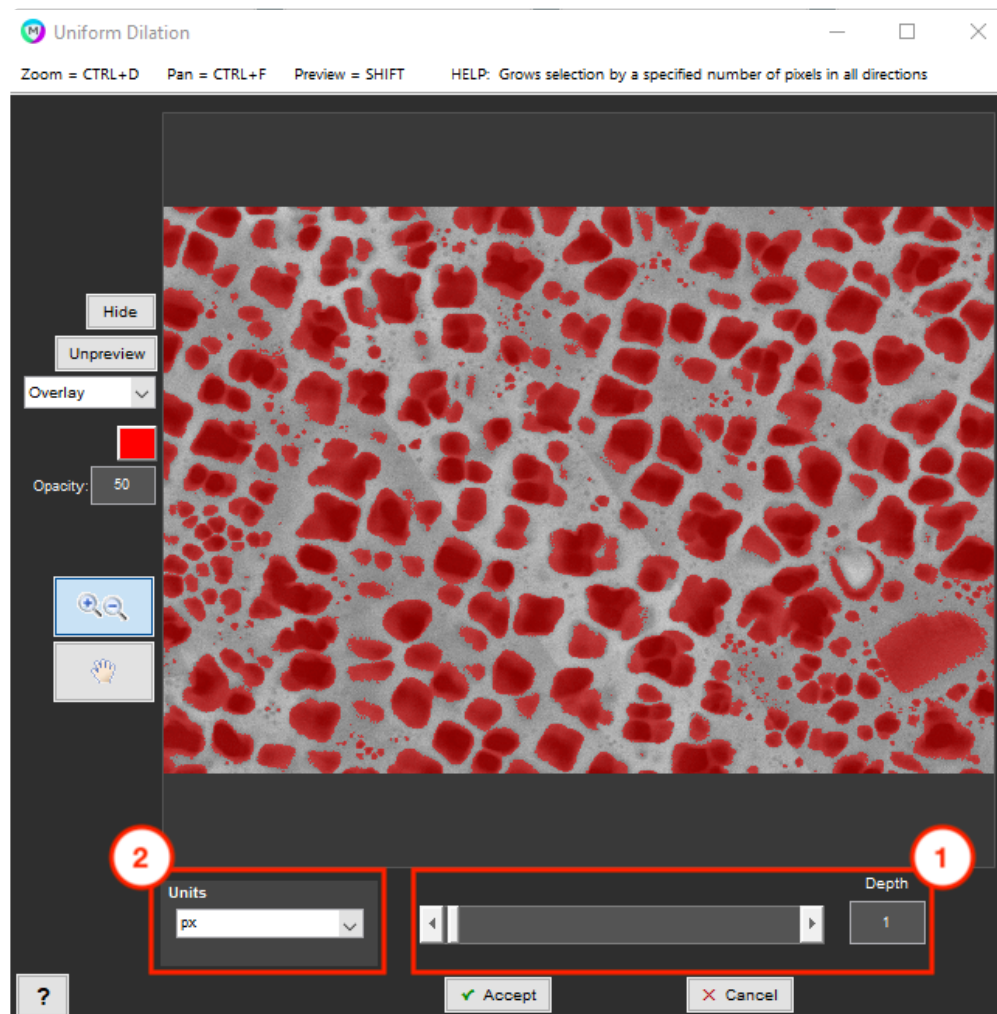 M Uniform Dilation
Zoom = CTRL+D Pan = CTRL+F Preview = SHIFT HELP: Grows selection by a specified number of pixels in all directions
Hide
Unpreview
Overlay
Opacity: 50
2
1
Units
Depth
px
1
?
Accept
Cancel